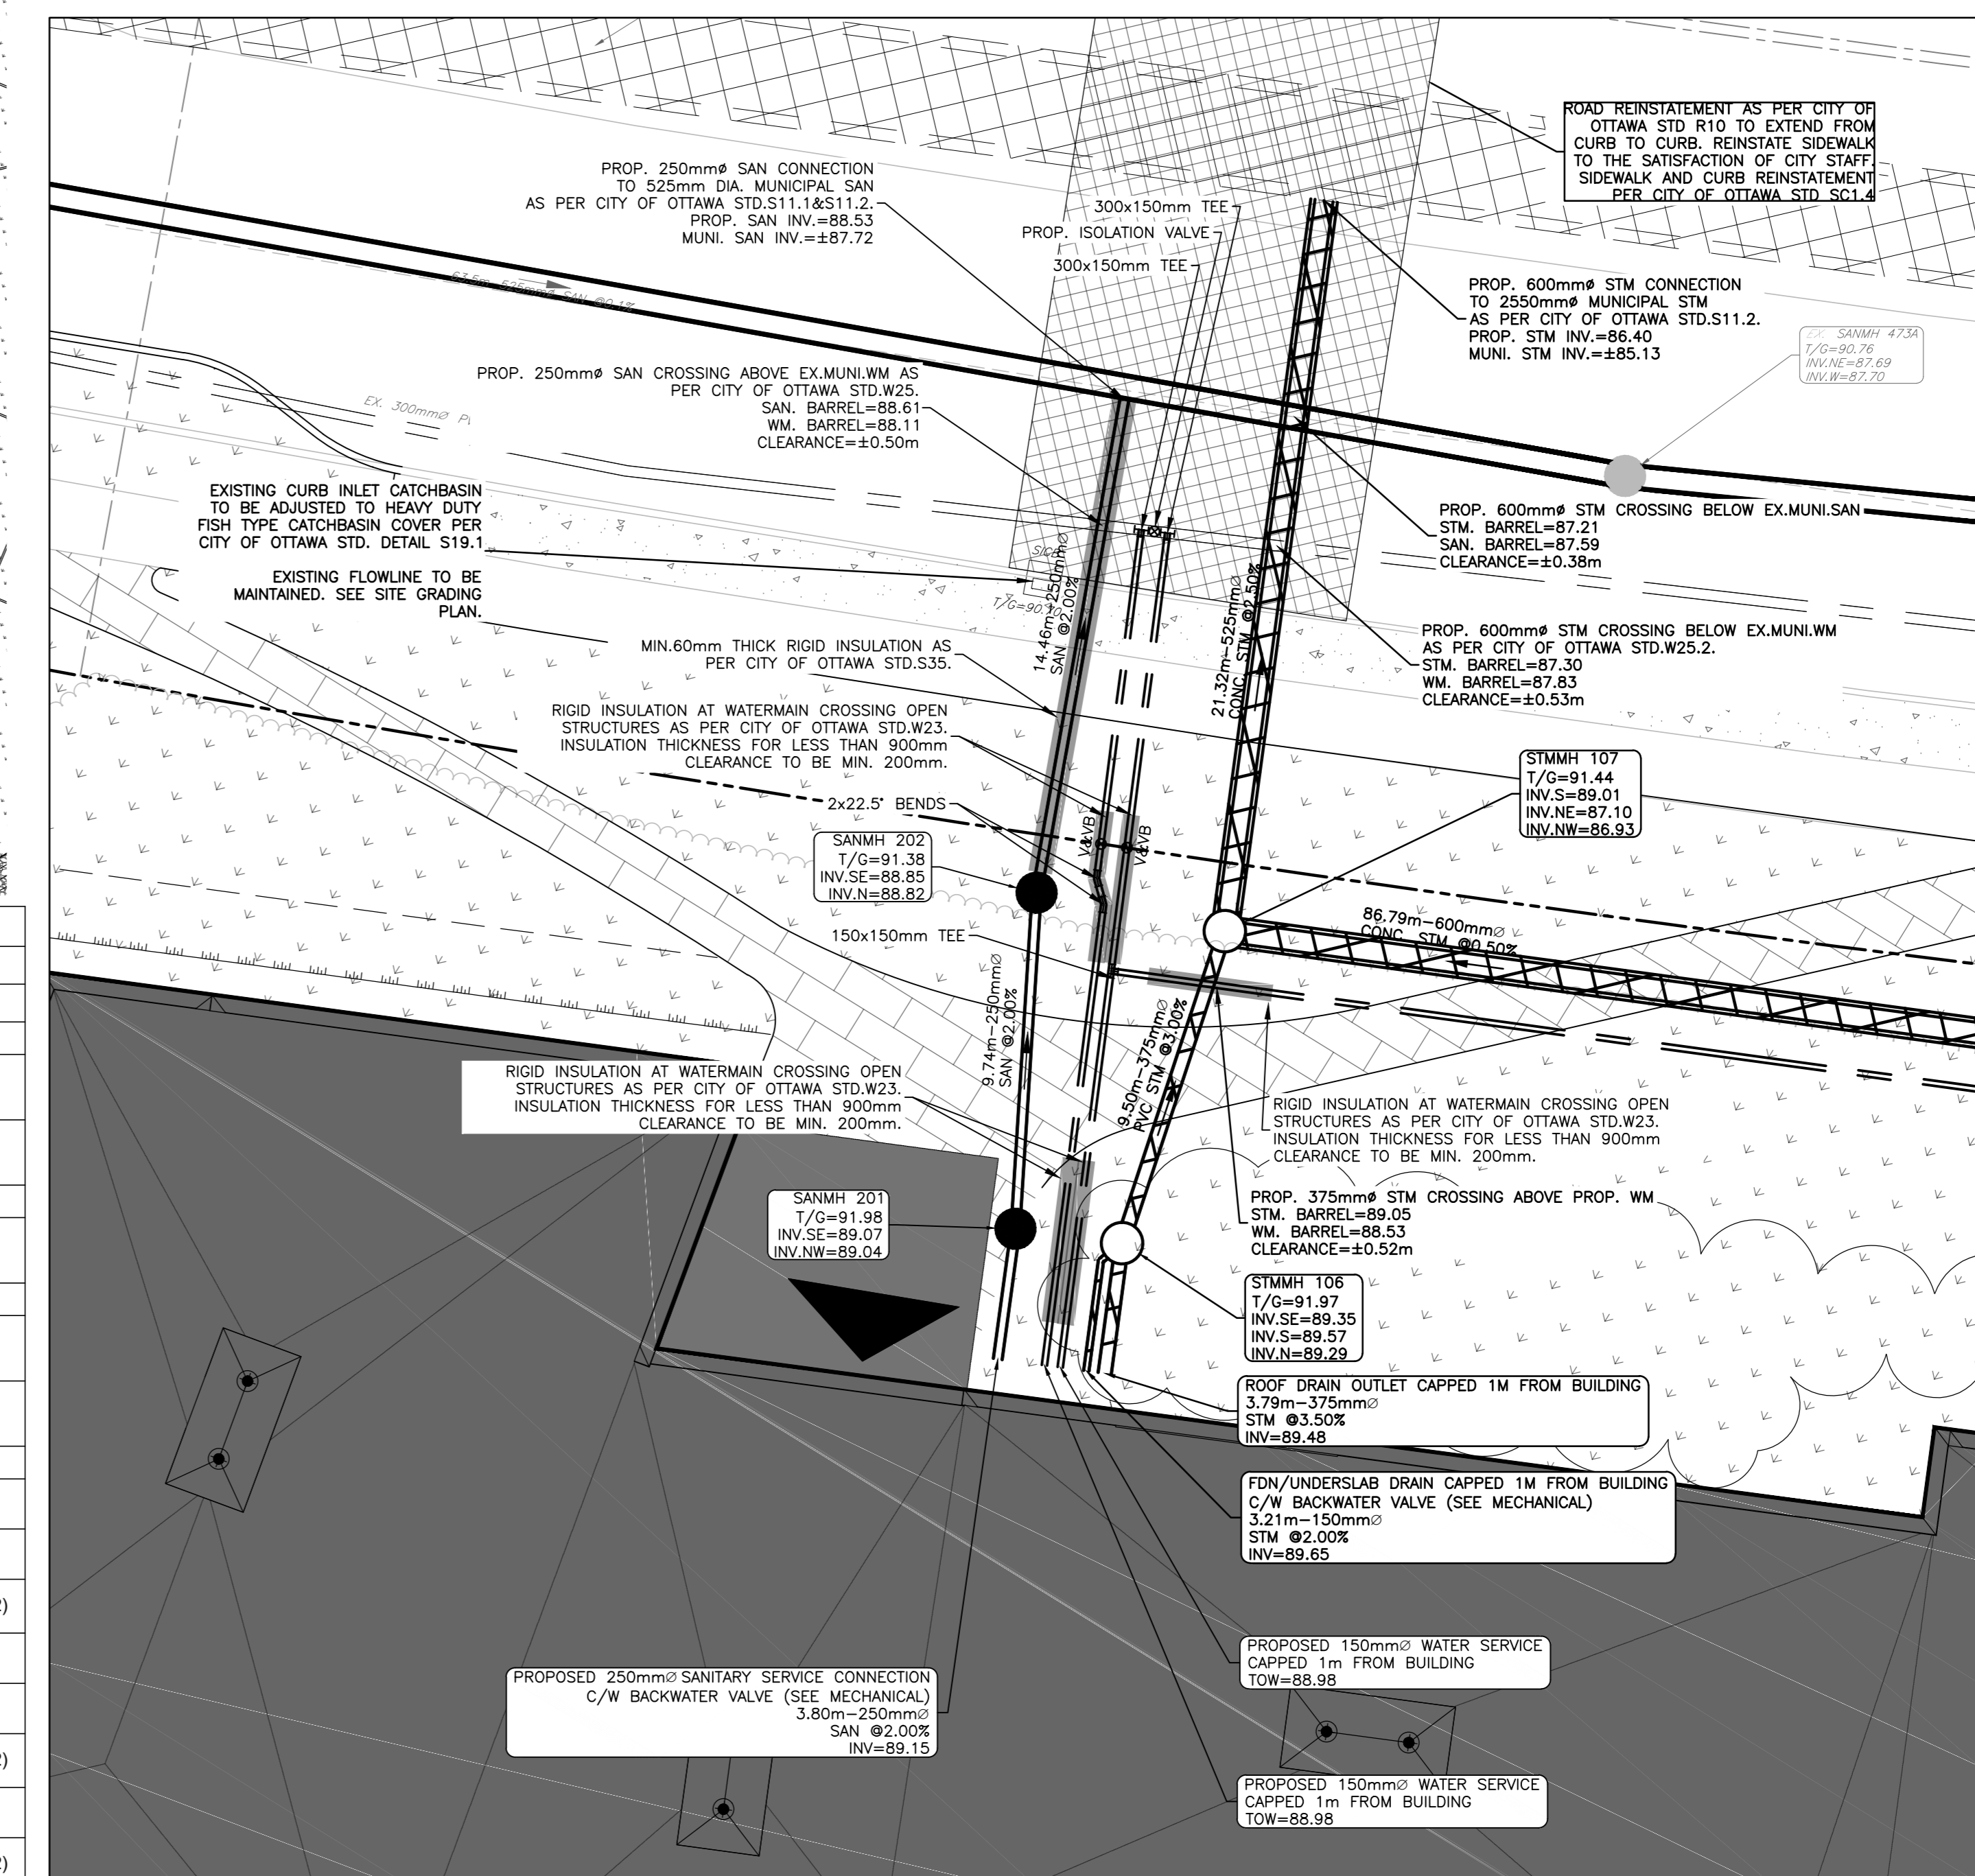 ROAD REINSTATEMENT AS PER CITY OF
OTTAWA STD R10 TO EXTEND FROM
CURB TO CURB. REINSTATE SIDEWALK
TO THE SATISFACTION OF CITY STAFF.
SIDEWALK AND CURB REINSTATEMENT
PER CITY OF OTTAWA STD SC1.4
PROP. 250mmø SAN CONNECTION
TO 525mm DIA. MUNICIPAL SAN
AS PER CITY OF OTTAWA STD.S11.1&S11.2.
PROP. SAN INV.=88.53
MUNI. SAN INV.=±87.72
300x150mm TEE
PROP. ISOLATION VALVE
300x150mm TEE
63.5m-525mmø SAN @0.1%
PROP. 600mmø STM CONNECTION
TO 2550mmø MUNICIPAL STM
AS PER CITY OF OTTAWA STD.S11.2.
PROP. STM INV.=86.40
MUNI. STM INV.=±85.13
EX. SANMH 473A
T/G=90.76
INV.NE=87.69
INV.W=87.70
PROP. 250mmø SAN CROSSING ABOVE EX.MUNI.WM AS
PER CITY OF OTTAWA STD.W25.
SAN. BARREL=88.61
WM. BARREL=88.11
CLEARANCE=±0.50m
EX. 300mmø
EXISTING CURB INLET CATCHBASIN
TO BE ADJUSTED TO HEAVY DUTY
FISH TYPE CATCHBASIN COVER PER
CITY OF OTTAWA STD. DETAIL S19.1
PROP. 600mmø STM CROSSING BELOW EX.MUNI.SAN
STM. BARREL=87.21
SAN. BARREL=87.59
CLEARANCE=±0.38m
EXISTING FLOWLINE TO BE
MAINTAINED. SEE SITE GRADING
PLAN.
T/G=90.70
14.46m-250mm∅
SAN @2.00%
21.32m-525mm∅
CONC. STM @2.50%
MIN.60mm THICK RIGID INSULATION AS
PER CITY OF OTTAWA STD.S35.
PROP. 600mmø STM CROSSING BELOW EX.MUNI.WM
AS PER CITY OF OTTAWA STD.W25.2.
STM. BARREL=87.30
WM. BARREL=87.83
CLEARANCE=±0.53m
RIGID INSULATION AT WATERMAIN CROSSING OPEN
STRUCTURES AS PER CITY OF OTTAWA STD.W23.
INSULATION THICKNESS FOR LESS THAN 900mm
CLEARANCE TO BE MIN. 200mm.
STMMH 107
T/G=91.44
INV.S=89.01
INV.NE=87.10
INV.NW=86.93
2x22.5° BENDS
V&VB
V&VB
SANMH 202
T/G=91.38
INV.SE=88.85
INV.N=88.82
150x150mm TEE
86.79m-600mm∅
CONC. STM @0.50%
9.74m-250mm∅
SAN @2.00%
9.50m-375mm∅
PVC STM @3.00%
RIGID INSULATION AT WATERMAIN CROSSING OPEN
STRUCTURES AS PER CITY OF OTTAWA STD.W23.
INSULATION THICKNESS FOR LESS THAN 900mm
CLEARANCE TO BE MIN. 200mm.
RIGID INSULATION AT WATERMAIN CROSSING OPEN
STRUCTURES AS PER CITY OF OTTAWA STD.W23.
INSULATION THICKNESS FOR LESS THAN 900mm
CLEARANCE TO BE MIN. 200mm.
SANMH 201
T/G=91.98
INV.SE=89.07
INV.NW=89.04
PROP. 375mmø STM CROSSING ABOVE PROP. WM
STM. BARREL=89.05
WM. BARREL=88.53
CLEARANCE=±0.52m
STMMH 106
T/G=91.97
INV.SE=89.35
INV.S=89.57
INV.N=89.29
ROOF DRAIN OUTLET CAPPED 1M FROM BUILDING
3.79m-375mm∅
STM @3.50%
INV=89.48
FDN/UNDERSLAB DRAIN CAPPED 1M FROM BUILDING
C/W BACKWATER VALVE (SEE MECHANICAL)
3.21m-150mm∅
STM @2.00%
INV=89.65
PROPOSED 150mm∅ WATER SERVICE
CAPPED 1m FROM BUILDING
TOW=88.98
PROPOSED 250mm∅ SANITARY SERVICE CONNECTION
C/W BACKWATER VALVE (SEE MECHANICAL)
3.80m-250mm∅
SAN @2.00%
INV=89.15
PROPOSED 150mm∅ WATER SERVICE
CAPPED 1m FROM BUILDING
TOW=88.98